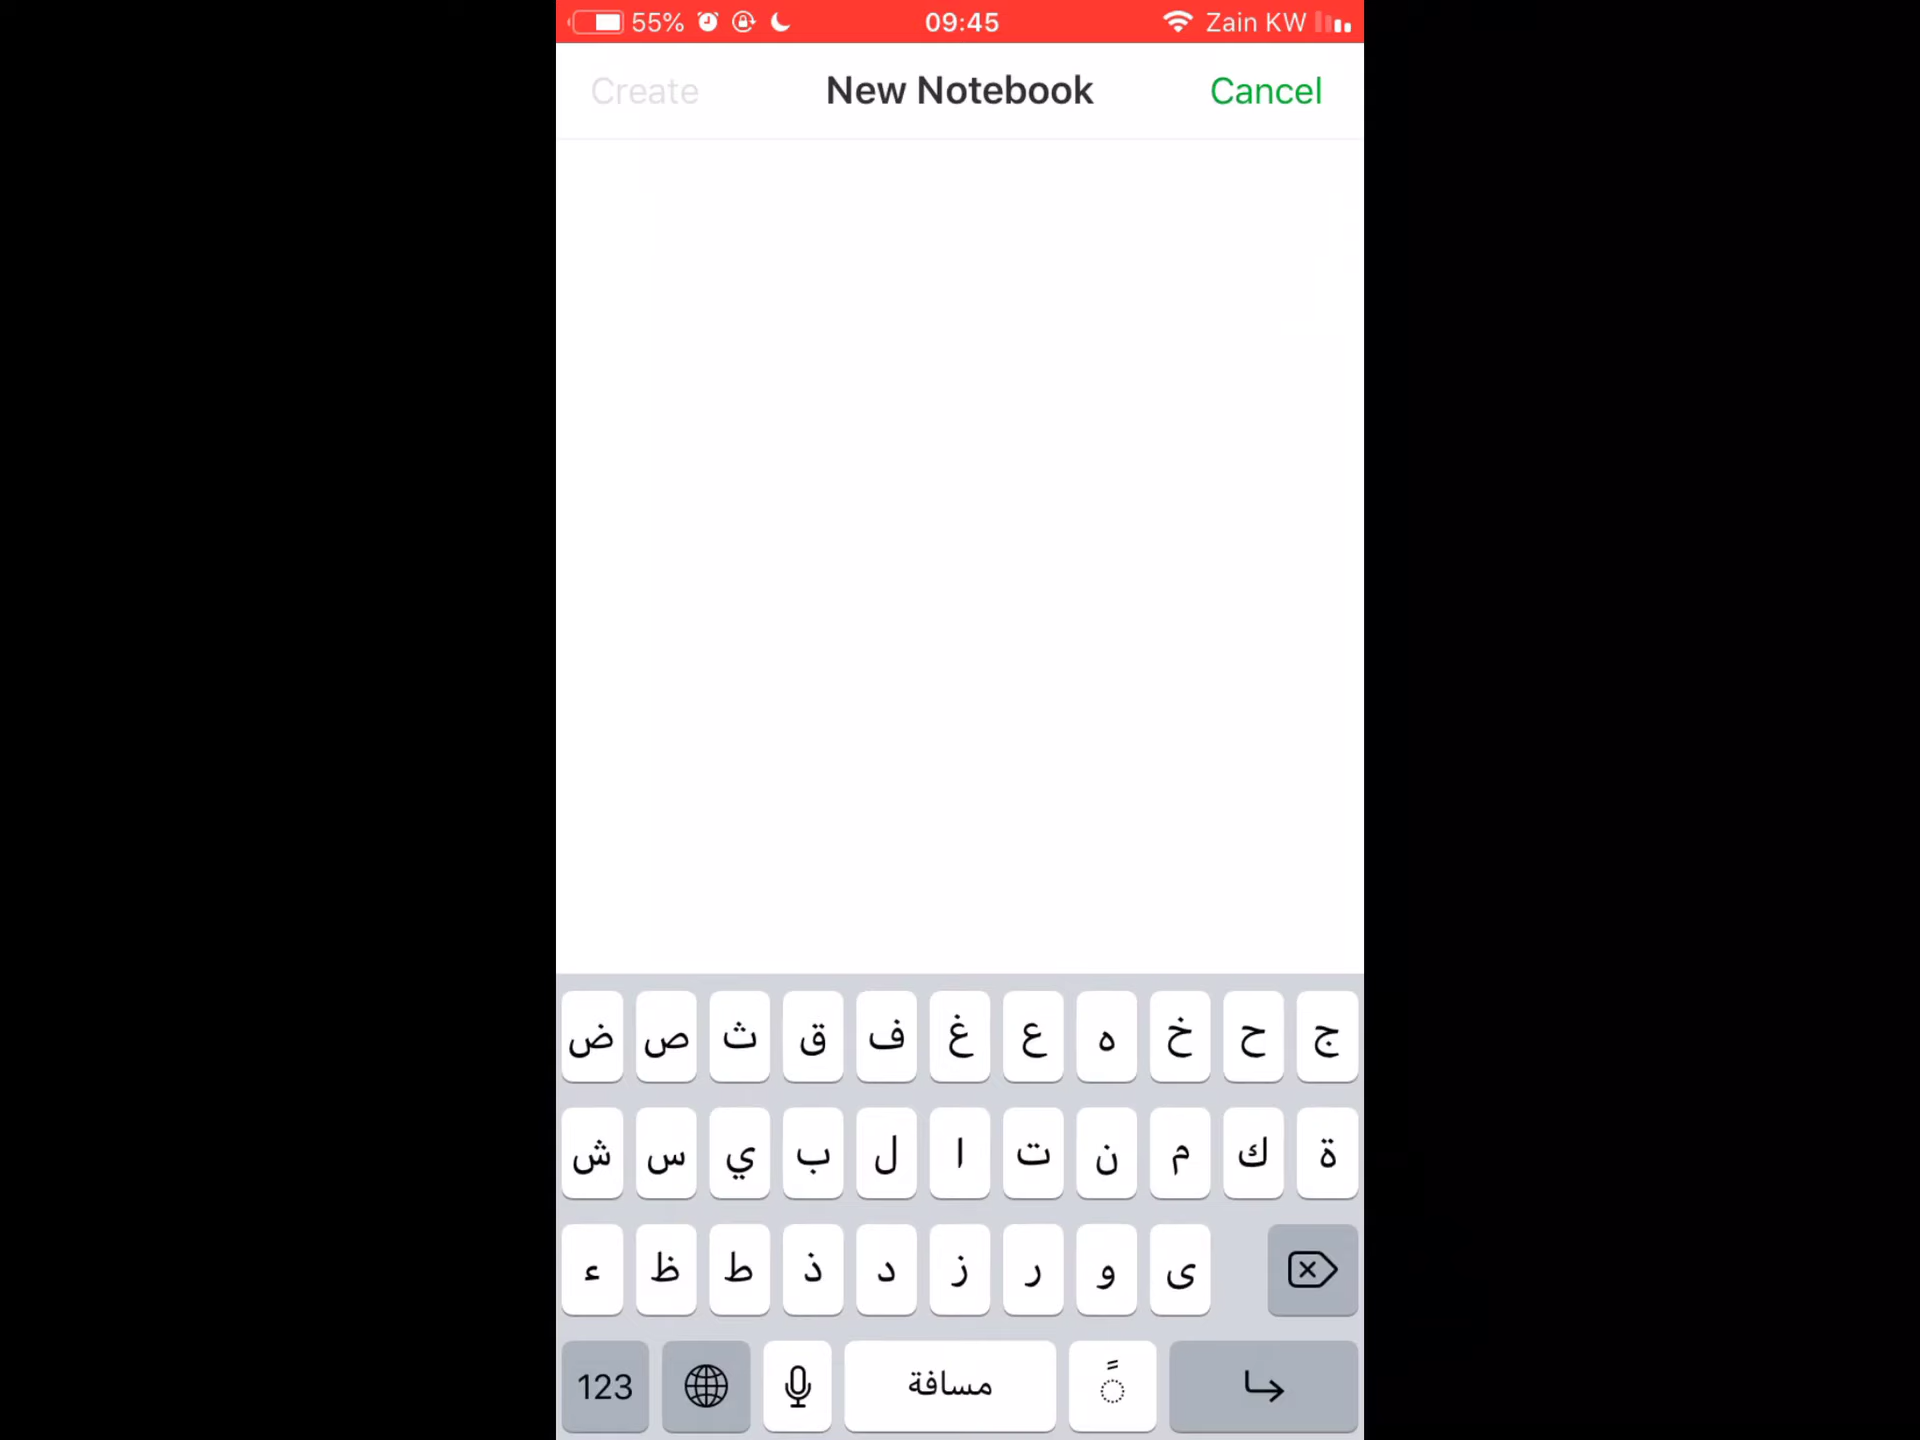 55% 09:45 Zain KW
Create New Notebook Cancel
ض ص ث ق ف غ ع ه خ ح ج
ش س ي ب ل ا ت ن م ك ة
ء ظ ط ذ د ز ر و ى
123 مسافة